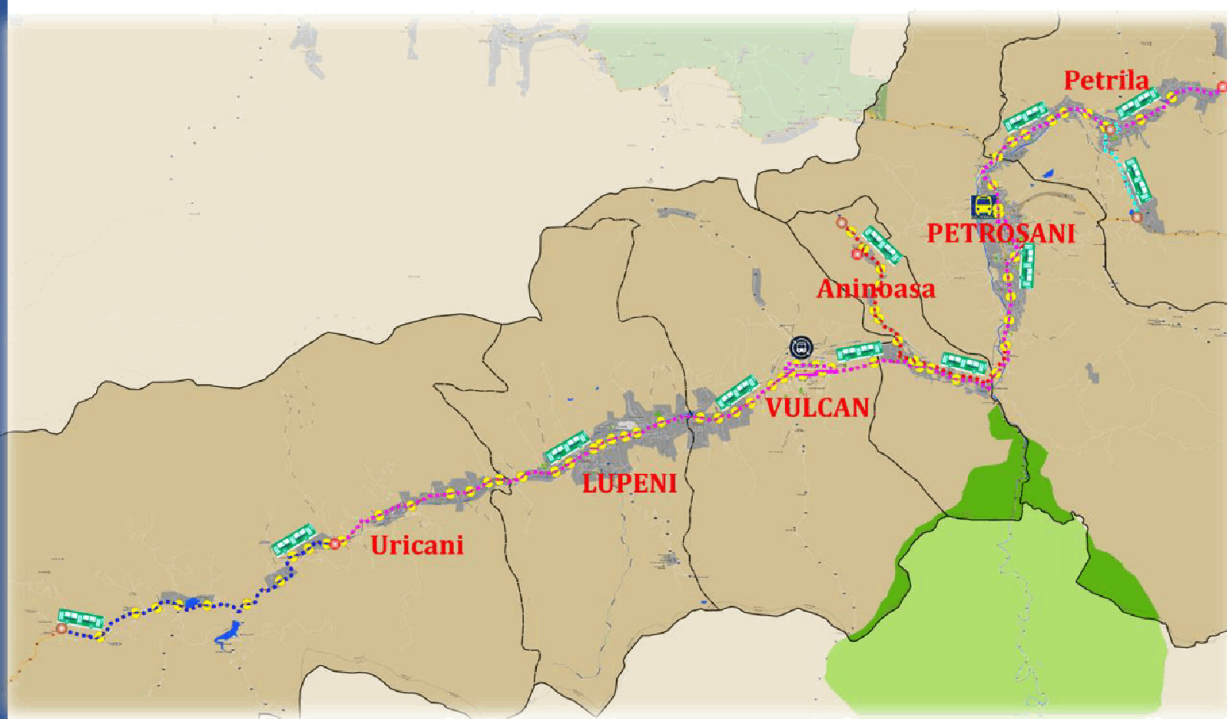 Petrila
PETROSANI
Aninoasa
VULCAN
LUPENI
Uricani